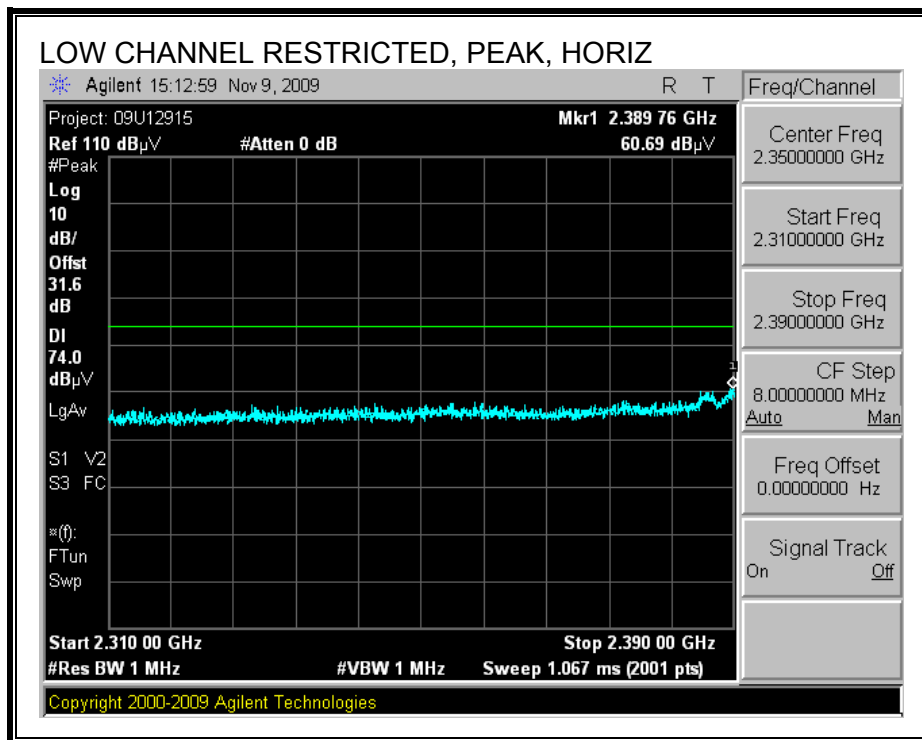 LOW CHANNEL RESTRICTED, PEAK, HORIZ
Agilent 15:12:59 Nov 9, 2009 R T
Project: 09U12915 Mkr1 2.389 76 GHz
Ref 110 dBµV #Atten 0 dB 60.69 dBµV
#Peak
Log
10
dB/
Offst
31.6
dB
DI
74.0
dBµV
LgAv
S1 V2
S3 FC
¤(f):
FTun
Swp
1
Start 2.310 00 GHz Stop 2.390 00 GHz
#Res BW 1 MHz #VBW 1 MHz Sweep 1.067 ms (2001 pts)
Copyright 2000-2009 Agilent Technologies
Freq/Channel
Center Freq
2.35000000 GHz
Start Freq
2.31000000 GHz
Stop Freq
2.39000000 GHz
CF Step
8.00000000 MHz
Auto Man
Freq Offset
0.00000000 Hz
Signal Track
On Off